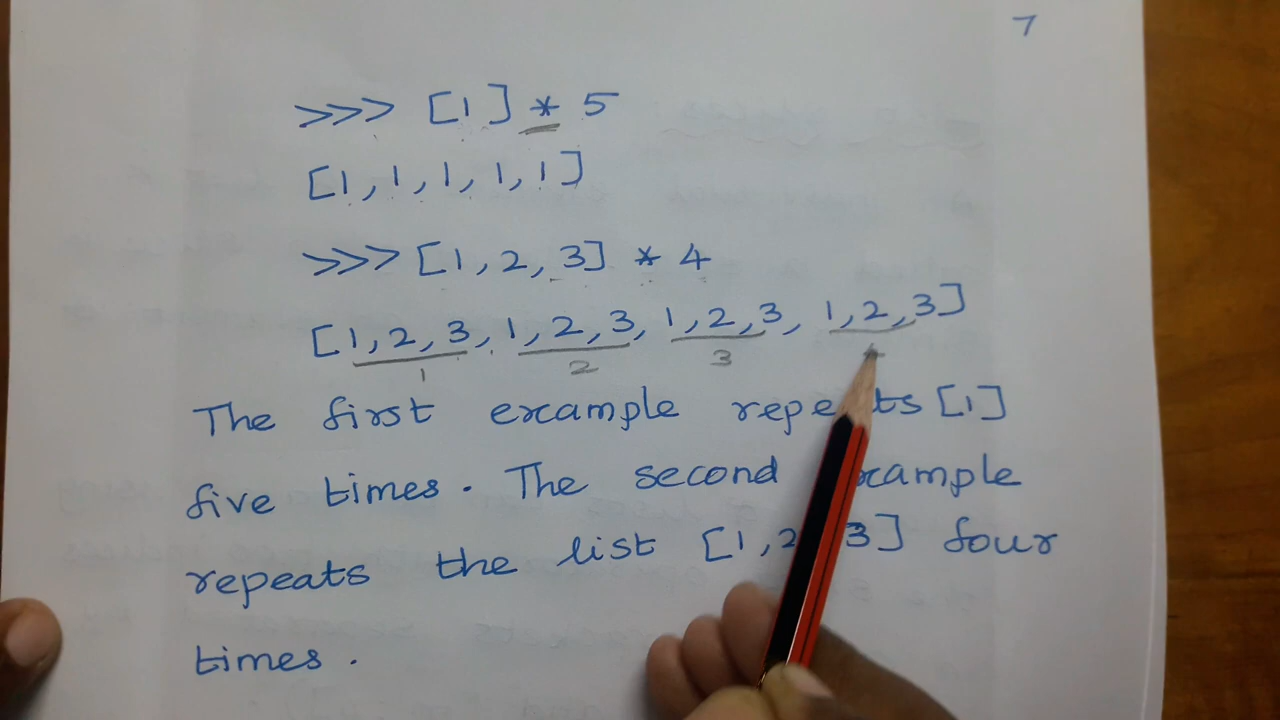 7
>>> [1] * 5
[1, 1, 1, 1, 1]
>>> [1, 2, 3] * 4
[1, 2, 3, 1, 2, 3, 1, 2, 3, 1, 2, 3]
1 2 3 4
The first example repeats [1]
five times. The second example
repeats the list [1, 2, 3] four
times.